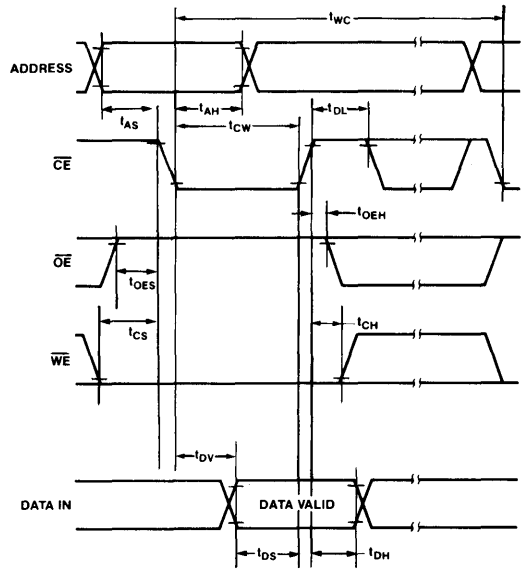 tWC
ADDRESS
tAS
tAH
tDL
tCW
CE
tOEH
OE
tOES
tCS
tCH
WE
tDV
DATA IN
DATA VALID
tDS
tDH